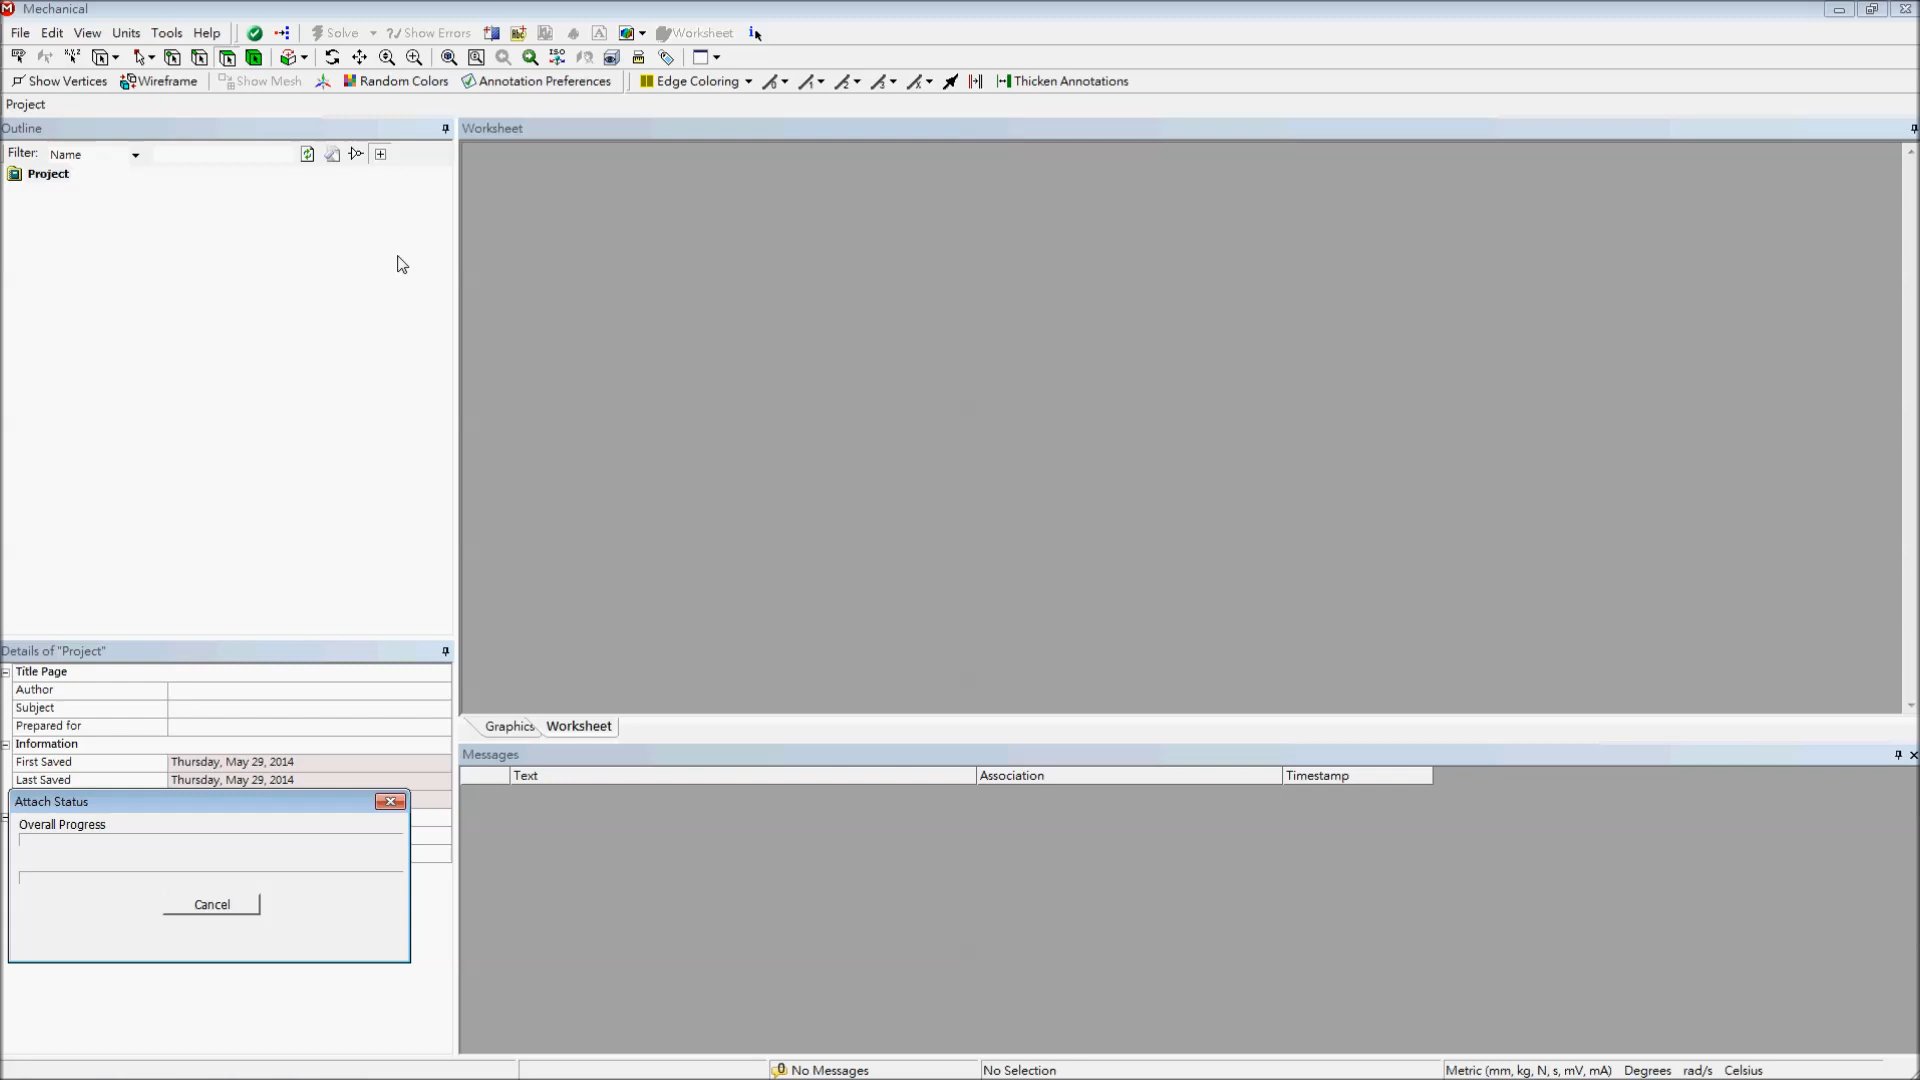 Mechanical
File Edit View Units Tools Help Solve Show Errors Worksheet
Show Vertices Wireframe Show Mesh Random Colors Annotation Preferences Edge Coloring Thicken Annotations
Project
Outline
Filter: Name
Project
Worksheet
Graphics Worksheet
Details of "Project"
Title Page
Author
Subject
Prepared for
Information
First Saved Thursday, May 29, 2014
Last Saved Thursday, May 29, 2014
Attach Status
Overall Progress
Cancel
Messages
Text Association Timestamp
No Messages No Selection Metric (mm, kg, N, s, mV, mA) Degrees rad/s Celsius